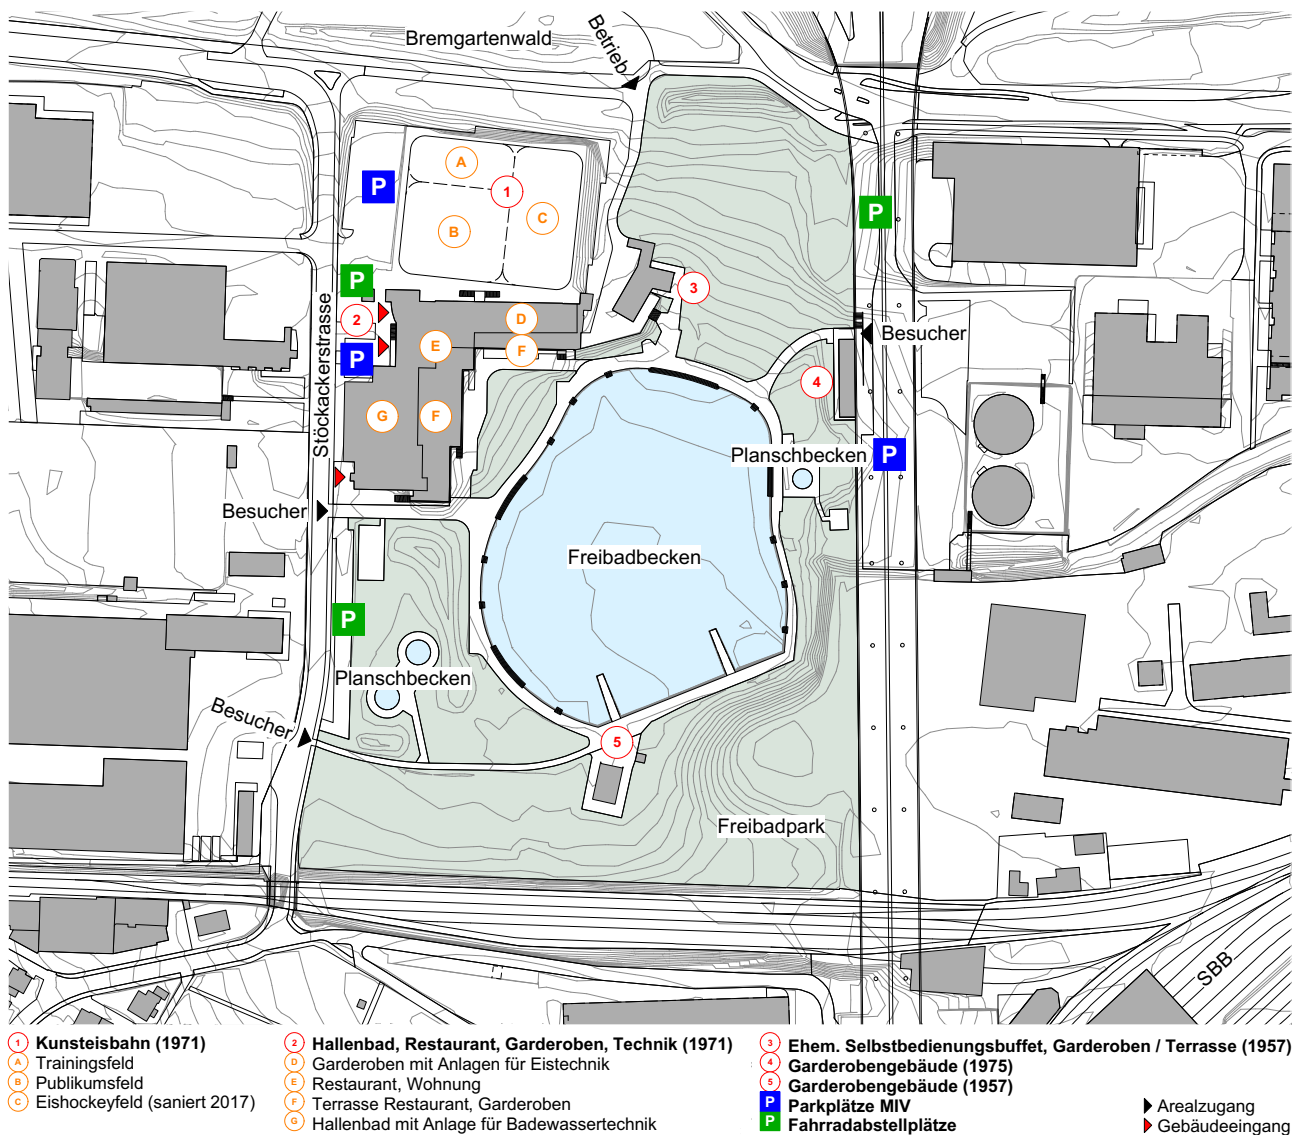 Bremgartenwald
Betrieb
P
A
1
C
B
P
P
3
2
D
Besucher
E
F
P
4
Stöckackerstrasse
G
F
Planschbecken
P
Besucher
Freibadbecken
P
Planschbecken
Besucher
5
Freibadpark
SBB
1 Kunsteisbahn (1971)
A Trainingsfeld
B Publikumsfeld
C Eishockeyfeld (saniert 2017)
2 Hallenbad, Restaurant, Garderoben, Technik (1971)
D Garderoben mit Anlagen für Eistechnik
E Restaurant, Wohnung
F Terrasse Restaurant, Garderoben
G Hallenbad mit Anlage für Badewassertechnik
3 Ehem. Selbstbedienungsbuffet, Garderoben / Terrasse (1957)
4 Garderobengebäude (1975)
5 Garderobengebäude (1957)
P Parkplätze MIV
P Fahrradabstellplätze
Arealzugang
Gebäudeeingang